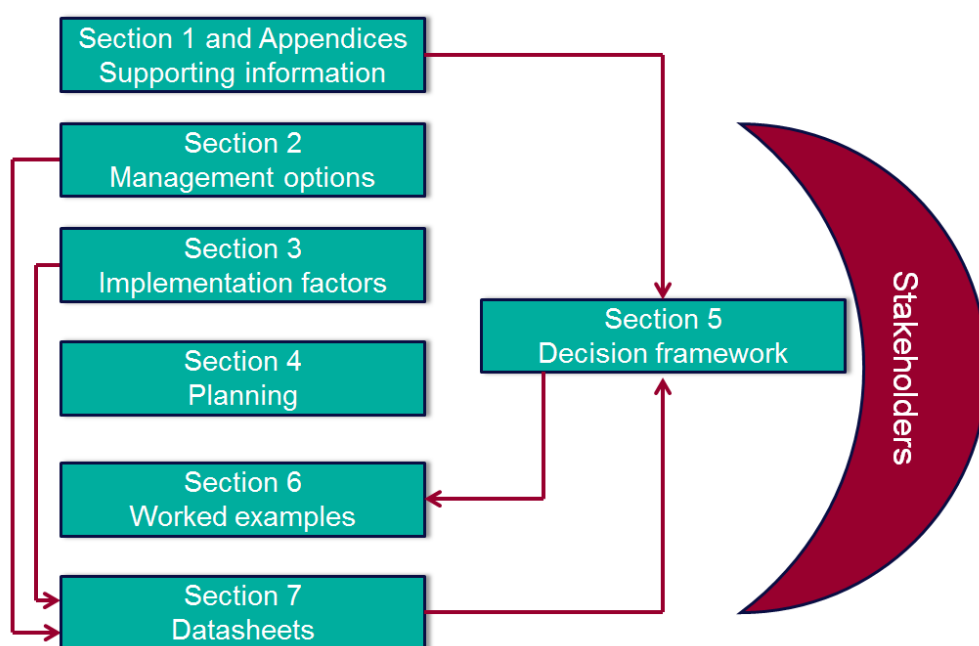 Section 1 and Appendices
Supporting information
Section 2
Management options
Section 3
Implementation factors
Section 4
Planning
Section 5
Decision framework
Section 6
Worked examples
Section 7
Datasheets
Stakeholders